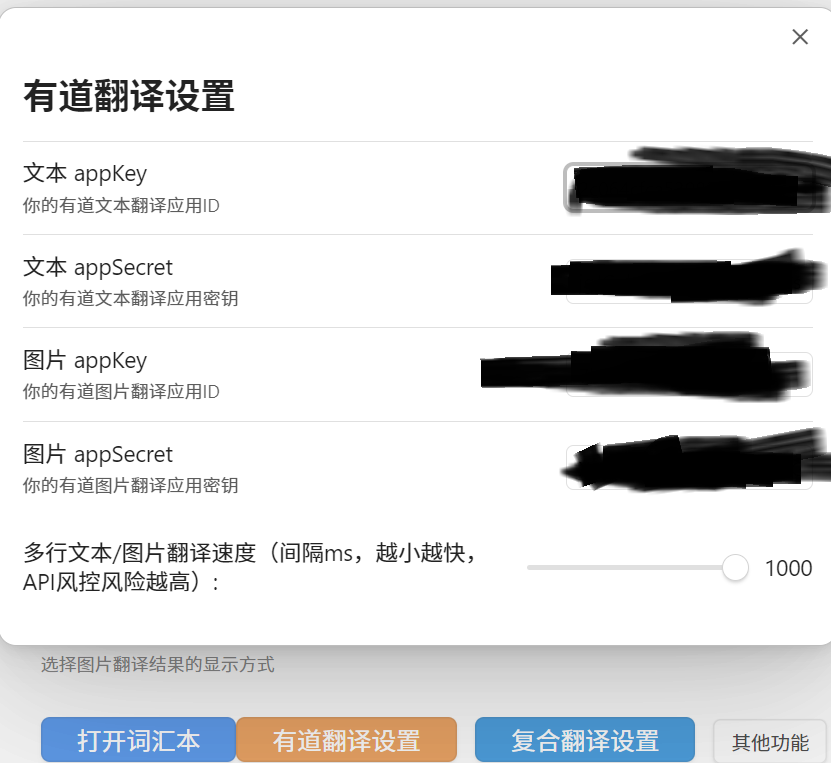 有道翻译设置
文本 appKey
你的有道文本翻译应用ID
文本 appSecret
你的有道文本翻译应用密钥
图片 appKey
你的有道图片翻译应用ID
图片 appSecret
你的有道图片翻译应用密钥
多行文本/图片翻译速度（间隔ms，越小越快，
API风控风险越高）:
1000
选择图片翻译结果的显示方式
打开词汇本 有道翻译设置 复合翻译设置 其他功能